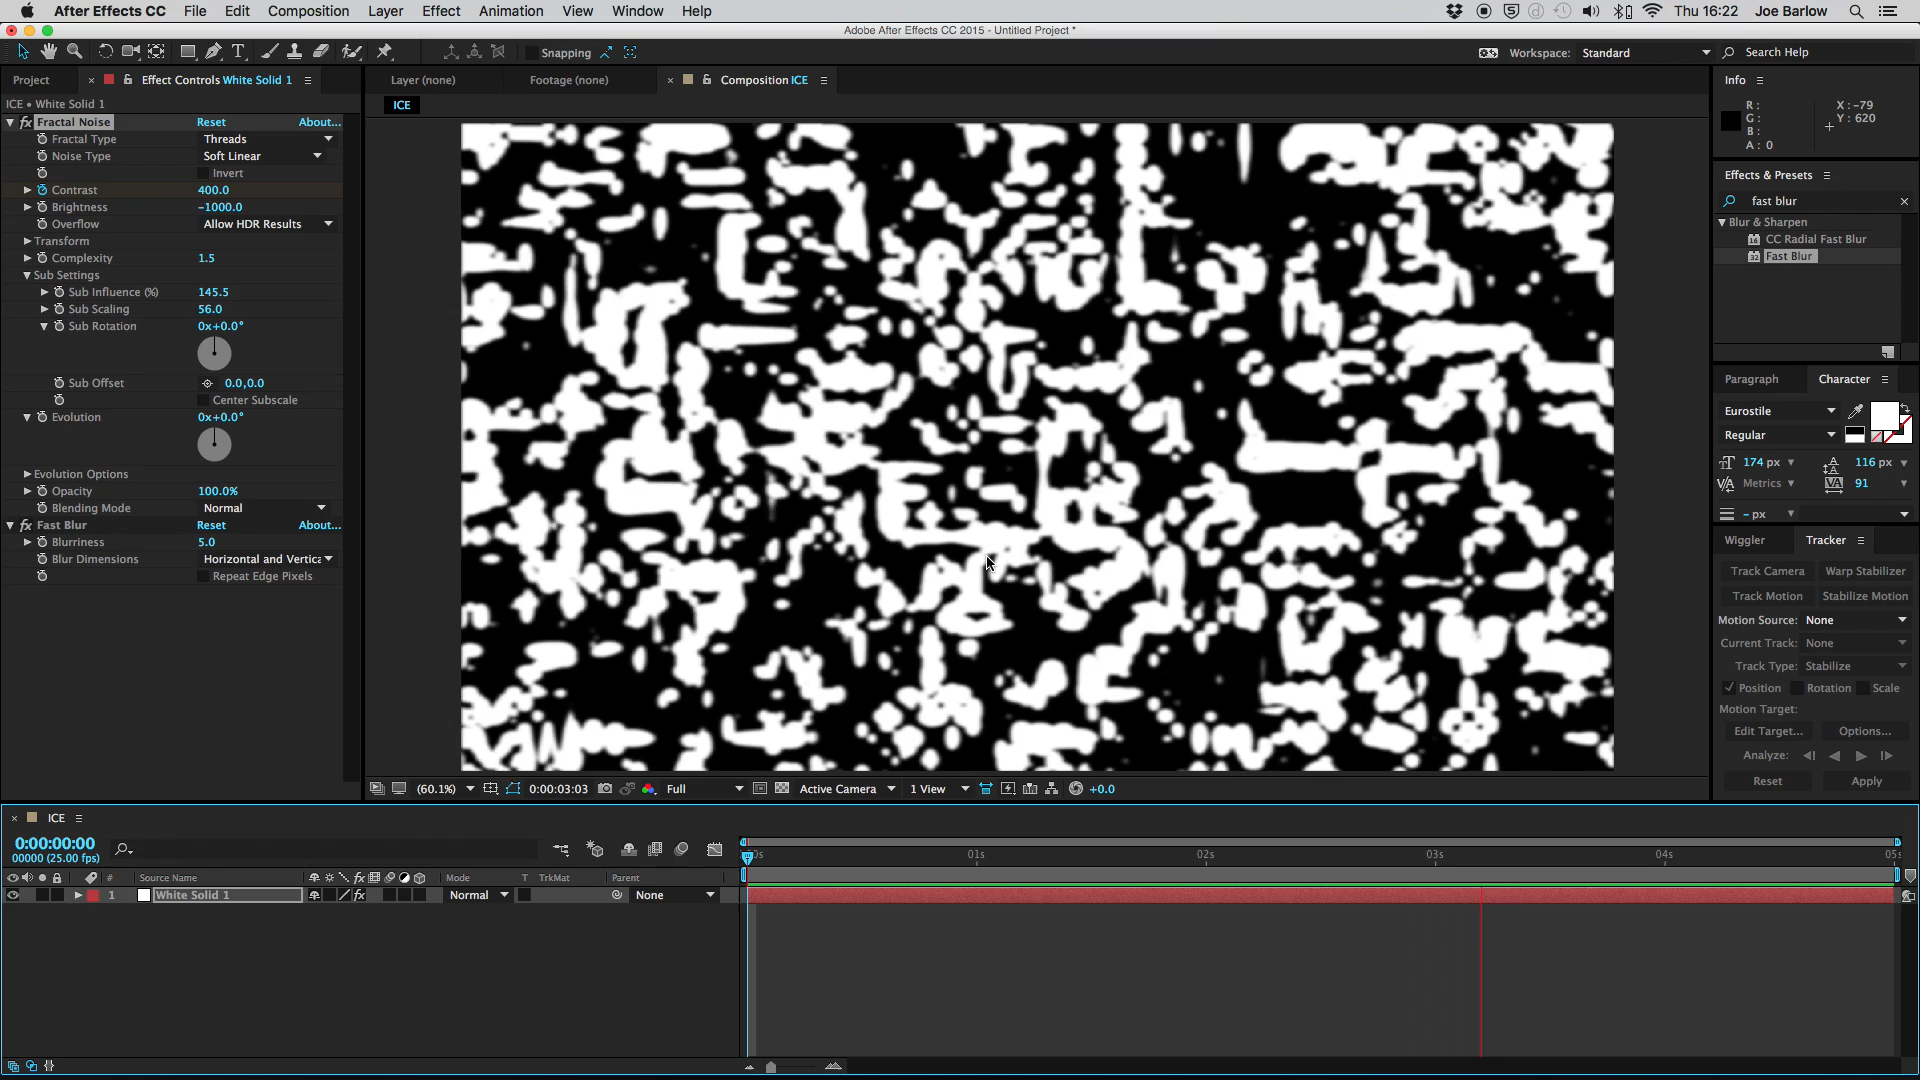 After Effects CC File Edit Composition Layer Effect Animation View Window Help Thu 16:22 Joe Barlow
Adobe After Effects CC 2015 - Untitled Project *
Snapping Workspace: Standard Search Help
Project Effect Controls White Solid 1 Layer (none) Footage (none) Composition ICE Info
ICE • White Solid 1
ICE
Fractal Noise Reset About...
Fractal Type Threads
Noise Type Soft Linear
Invert
Contrast 400.0
Brightness -1000.0
Overflow Allow HDR Results
Transform
Complexity 1.5
Sub Settings
Sub Influence (%) 145.5
Sub Scaling 56.0
Sub Rotation 0x+0.0°
Sub Offset 0.0,0.0
Center Subscale
Evolution 0x+0.0°
Evolution Options
Opacity 100.0%
Blending Mode Normal
Fast Blur Reset About...
Blurriness 5.0
Blur Dimensions Horizontal and Vertica
Repeat Edge Pixels
R :
G :
B :
A : 0
X : -79
Y : 620
Effects & Presets
fast blur
Blur & Sharpen
CC Radial Fast Blur
Fast Blur
Paragraph Character
Eurostile
Regular
174 px 116 px
Metrics 91
- px
Wiggler Tracker
Track Camera Warp Stabilizer
Track Motion Stabilize Motion
Motion Source: None
Current Track: None
Track Type: Stabilize
Position Rotation Scale
Motion Target:
Edit Target... Options...
Analyze:
Reset Apply
(60.1%) 0:00:03:03 Full Active Camera 1 View +0.0
ICE
0:00:00:00
00000 (25.00 fps)
01s 02s 03s 04s
# Source Name Mode T TrkMat Parent
1 White Solid 1 Normal None